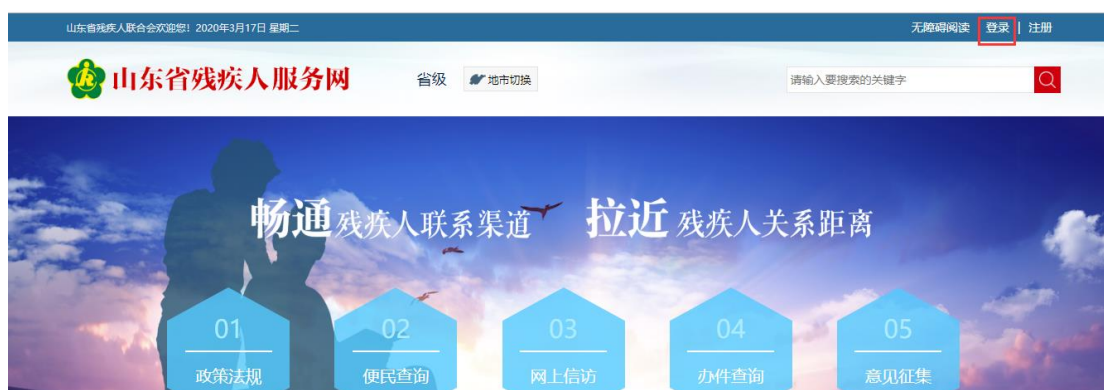 山东省残疾人联合会欢迎您！2020年3月17日 星期二
无障碍阅读 登录 | 注册
山东省残疾人服务网 省级 地市切换 请输入要搜索的关键字
畅通残疾人联系渠道 拉近残疾人关系距离
01 02 03 04 05
政策法规 便民查询 网上信访 办件查询 意见征集